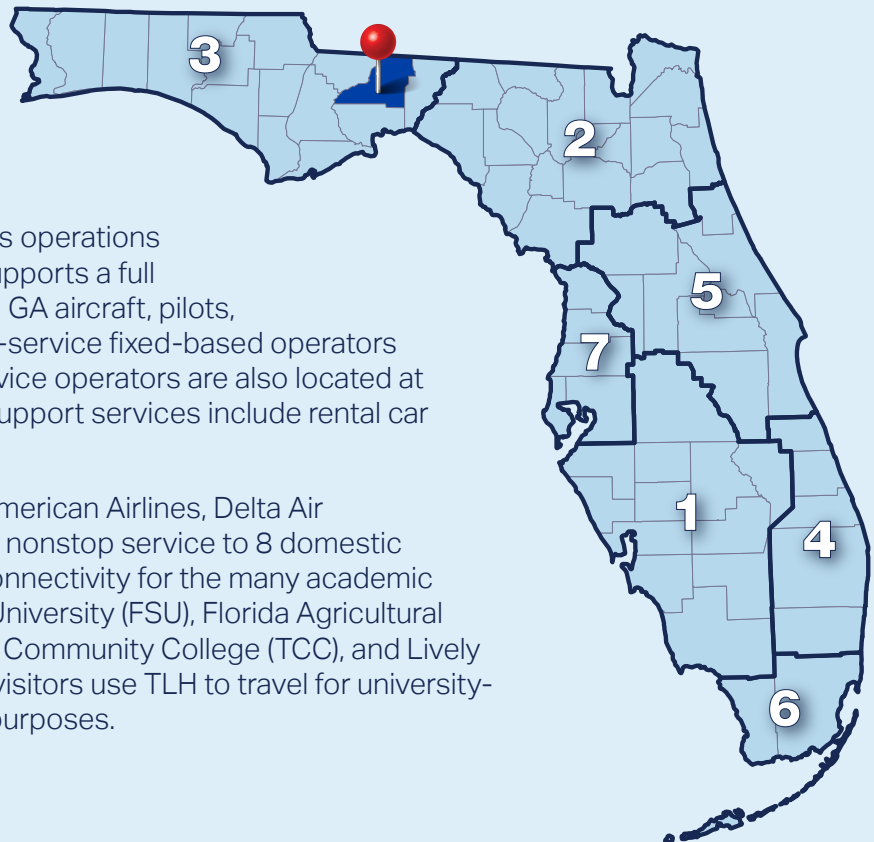 3
2
s operations
upports a full
GA aircraft, pilots,
-service fixed-based operators
vice operators are also located at
support services include rental car
5
7
merican Airlines, Delta Air
nonstop service to 8 domestic
onnectivity for the many academic
University (FSU), Florida Agricultural
Community College (TCC), and Lively
visitors use TLH to travel for university-
purposes.
1
4
6